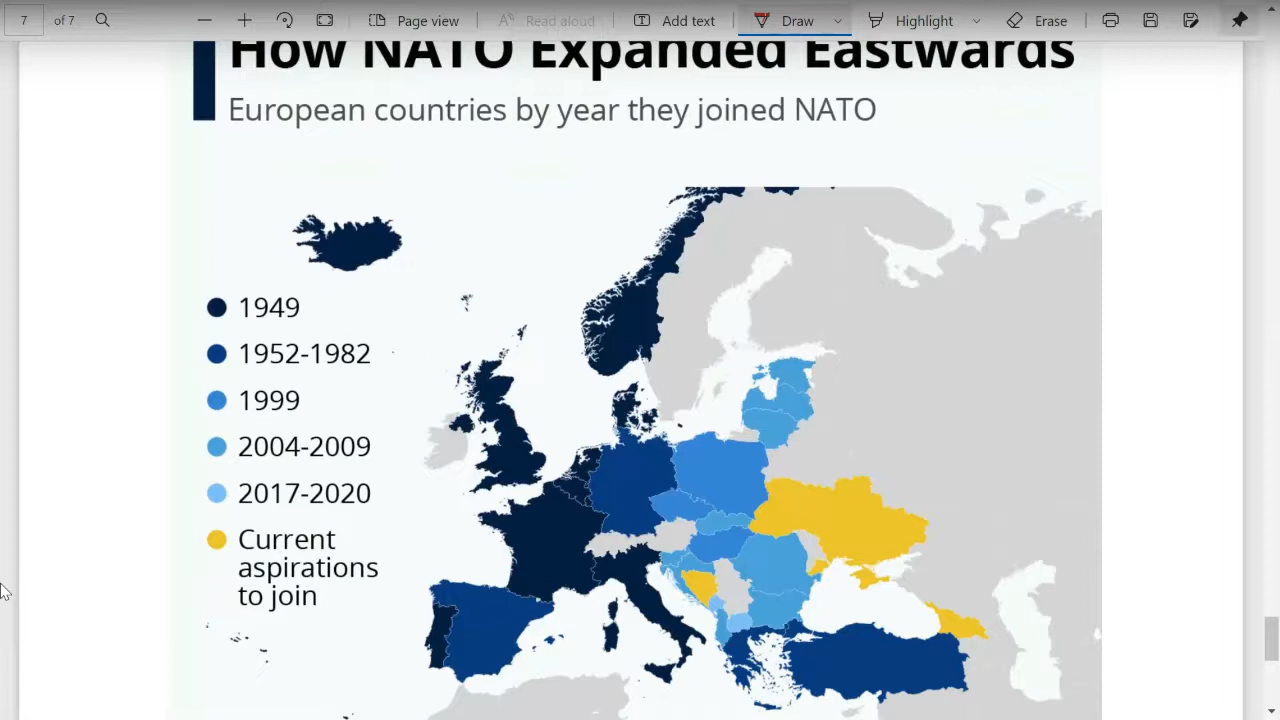 7 of 7 Page view Read aloud Add text Draw Highlight Erase
How NATO Expanded Eastwards
European countries by year they joined NATO
1949
1952-1982
1999
2004-2009
2017-2020
Current
aspirations
to join